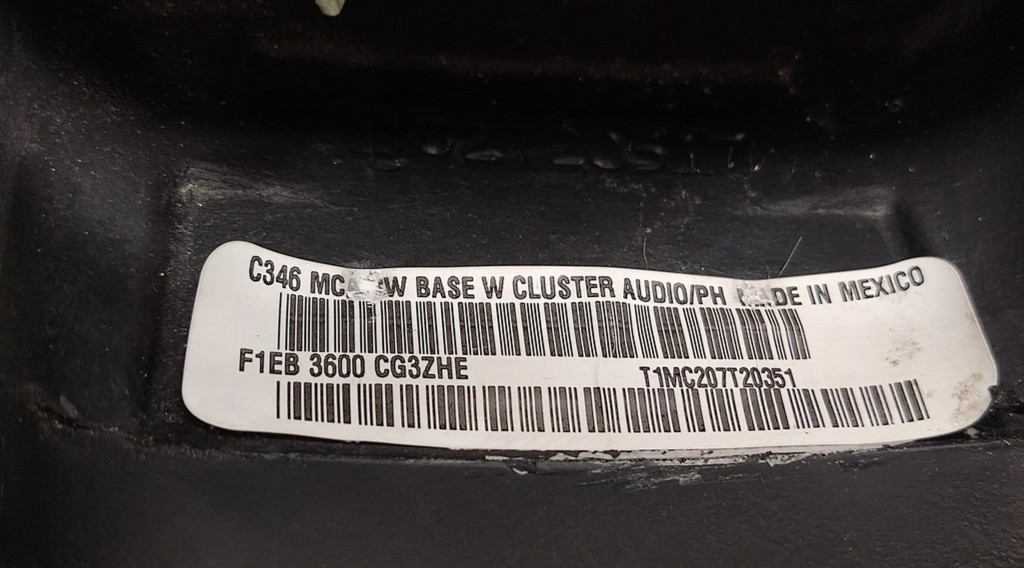 C346 BASE W CLUSTER AUDIO/PH IN MEXICO
F1EB 3600 CG3ZHE
T1MC207T20351